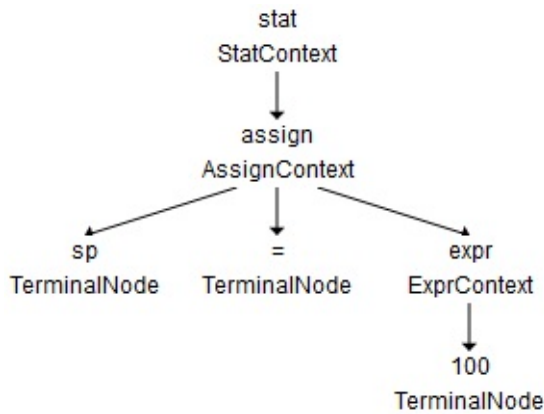 stat
StatContext
assign
AssignContext
sp = expr
TerminalNode TerminalNode ExprContext
100
TerminalNode